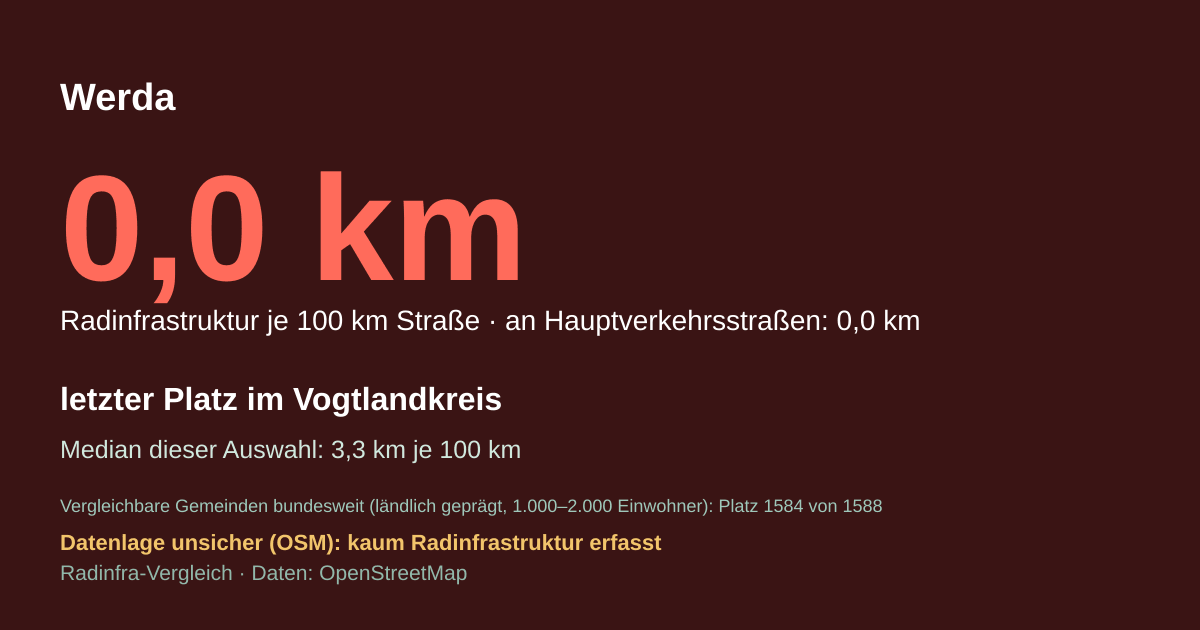 Werda
0,0 km
Radinfrastruktur je 100 km Straße · an Hauptverkehrsstraßen: 0,0 km
letzter Platz im Vogtlandkreis
Median dieser Auswahl: 3,3 km je 100 km
Vergleichbare Gemeinden bundesweit (ländlich geprägt, 1.000–2.000 Einwohner): Platz 1584 von 1588
Datenlage unsicher (OSM): kaum Radinfrastruktur erfasst
Radinfra-Vergleich · Daten: OpenStreetMap